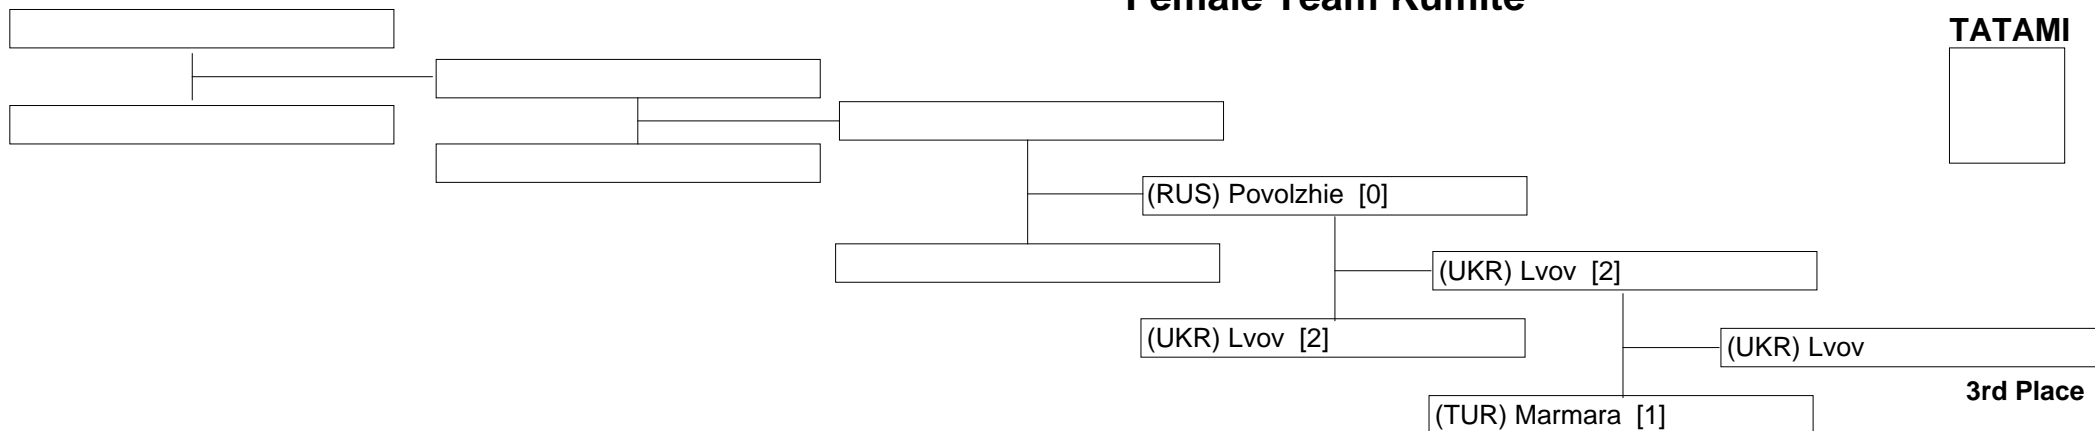 Female Team Kumite
TATAMI
(RUS) Povolzhie [0]
(UKR) Lvov [2]
(UKR) Lvov [2]
(UKR) Lvov
3rd Place
(TUR) Marmara [1]